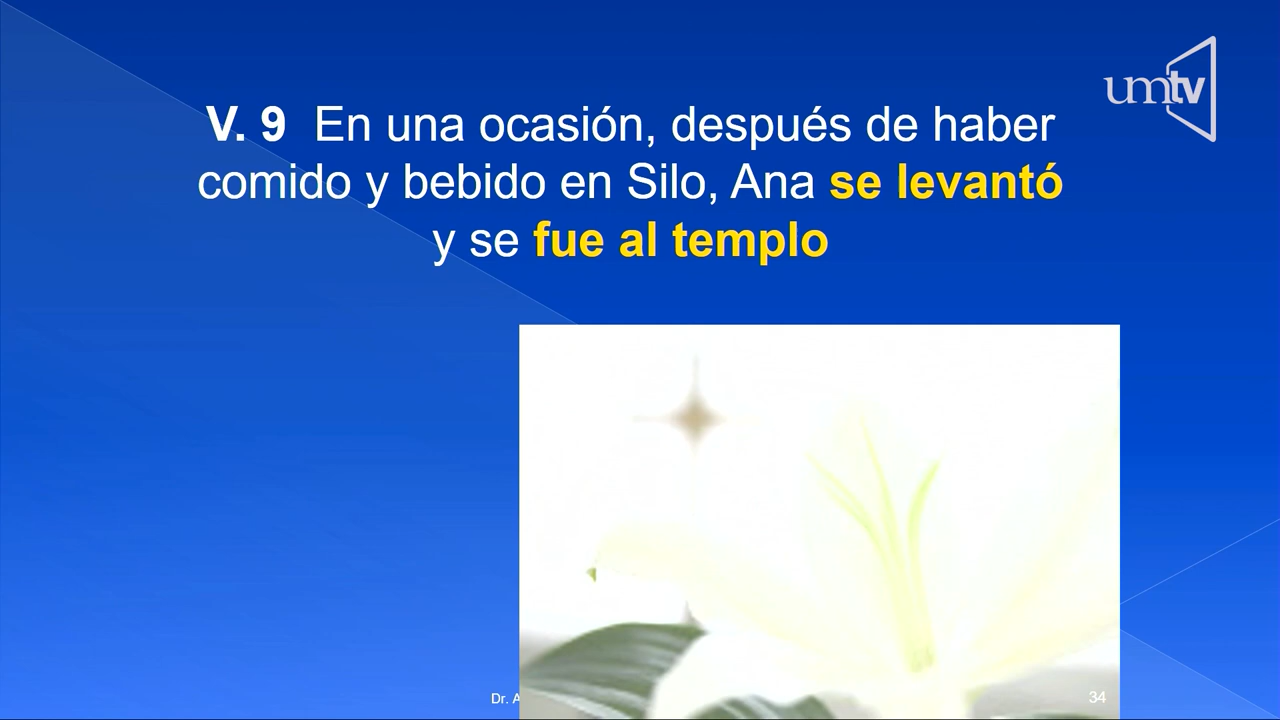 umtv
V. 9 En una ocasión, después de haber
comido y bebido en Silo, Ana se levantó
y se fue al templo
Dr. A
34